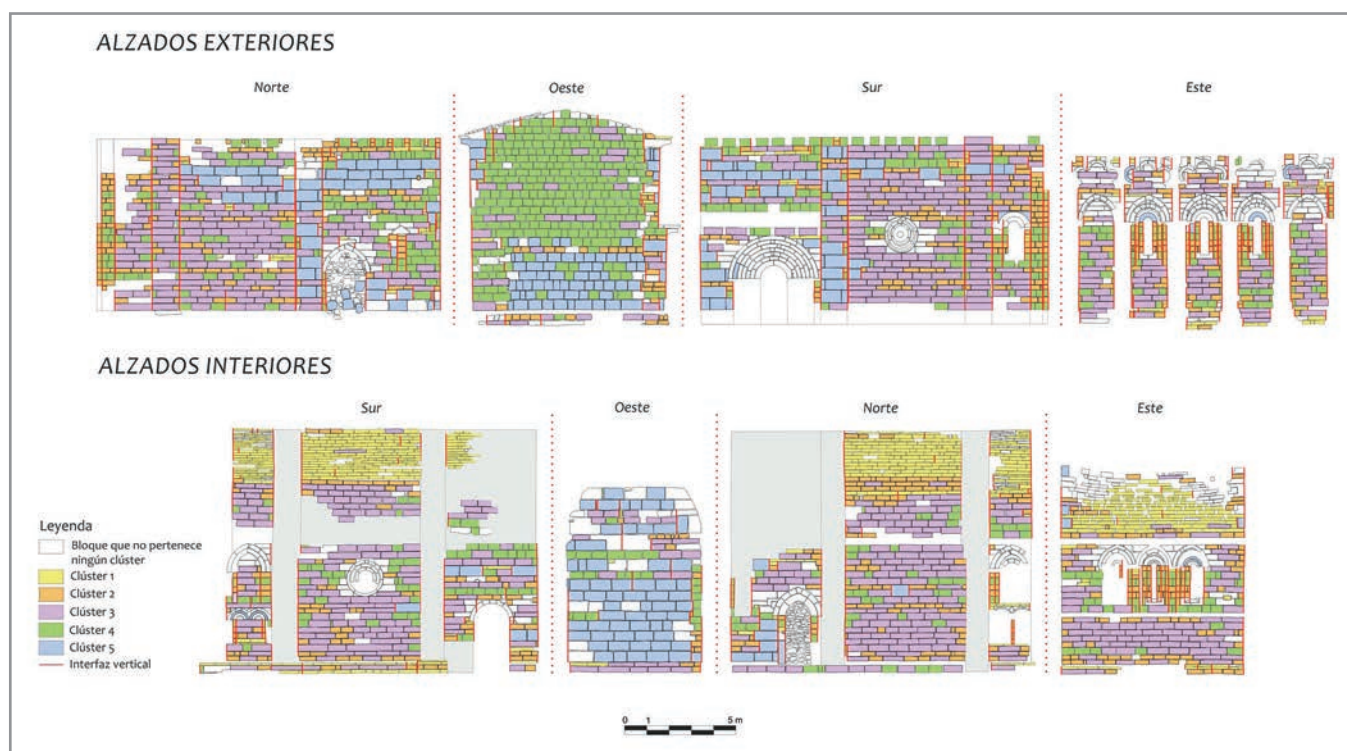 ALZADOS EXTERIORES
Norte
Oeste
Sur
Este
ALZADOS INTERIORES
Sur
Oeste
Norte
Este
Leyenda
Bloque que no pertenece
ningún clúster
Clúster 1
Clúster 2
Clúster 3
Clúster 4
Clúster 5
Interfaz vertical
0 1 5 m